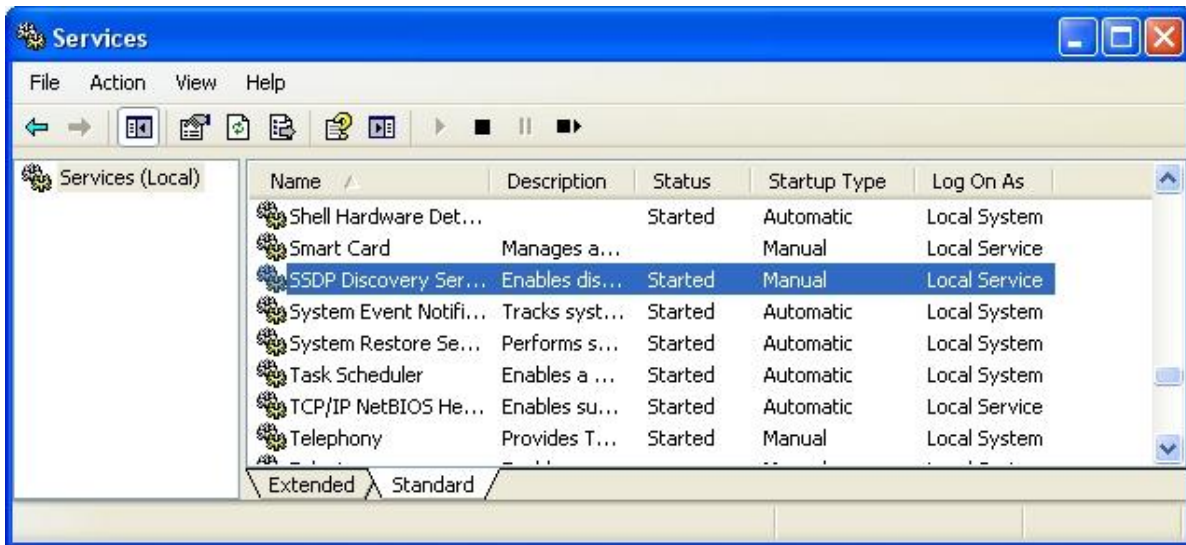 Services
File Action View Help
Services (Local)
Name Description Status Startup Type Log On As
Shell Hardware Det... Started Automatic Local System
Smart Card Manages a... Manual Local Service
SSDP Discovery Ser... Enables dis... Started Manual Local Service
System Event Notifi... Tracks syst... Started Automatic Local System
System Restore Se... Performs s... Started Automatic Local System
Task Scheduler Enables a ... Started Automatic Local System
TCP/IP NetBIOS He... Enables su... Started Automatic Local Service
Telephony Provides T... Started Manual Local System
Extended Standard